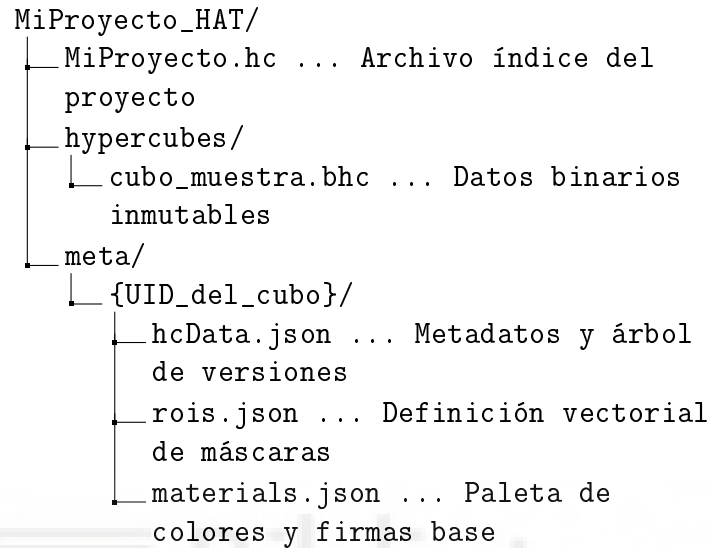 MiProyecto_HAT/
MiProyecto.hc ... Archivo índice del
proyecto
hypercubes/
cubo_muestra.bhc ... Datos binarios
inmutables
meta/
{UID_del_cubo}/
hcData.json ... Metadatos y árbol
de versiones
rois.json ... Definición vectorial
de máscaras
materials.json ... Paleta de
colores y firmas base